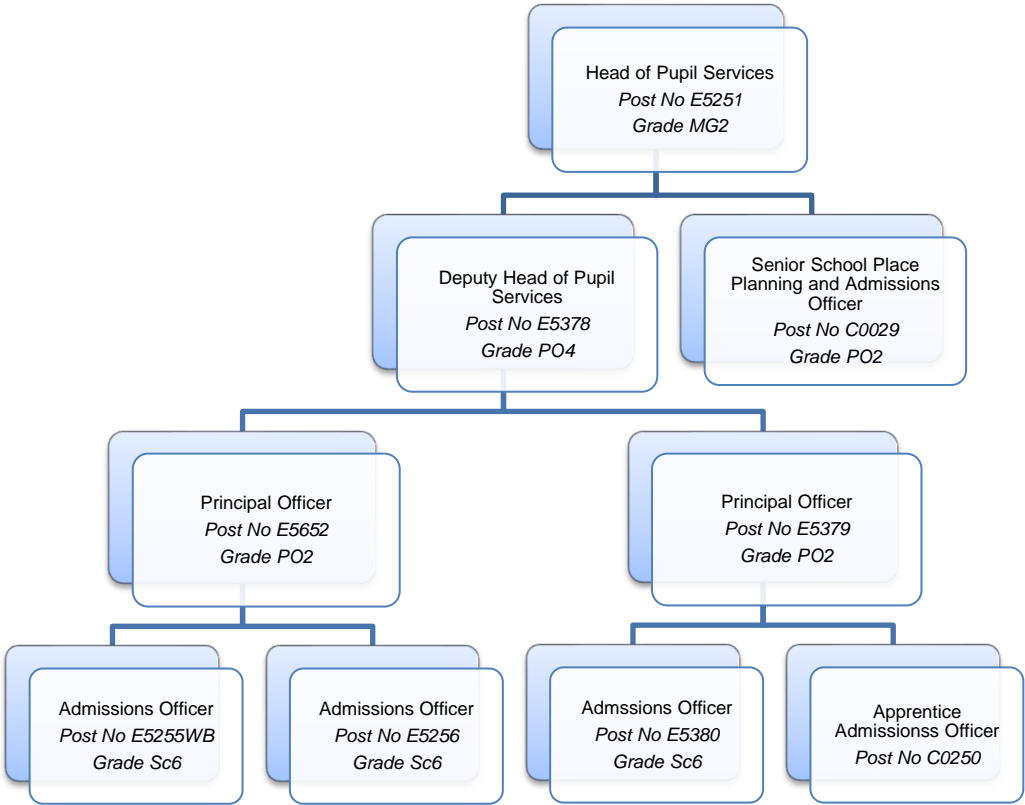 Head of Pupil Services
Post No E5251
Grade MG2
Deputy Head of Pupil
Services
Post No E5378
Grade PO4
Senior School Place
Planning and Admissions
Officer
Post No C0029
Grade PO2
Principal Officer
Post No E5652
Grade PO2
Principal Officer
Post No E5379
Grade PO2
Admissions Officer
Post No E5255WB
Grade Sc6
Admissions Officer
Post No E5256
Grade Sc6
Admssions Officer
Post No E5380
Grade Sc6
Apprentice
Admissionss Officer
Post No C0250